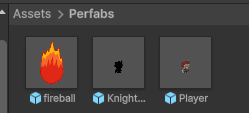 Assets > Perfabs
fireball
Knight...
Player